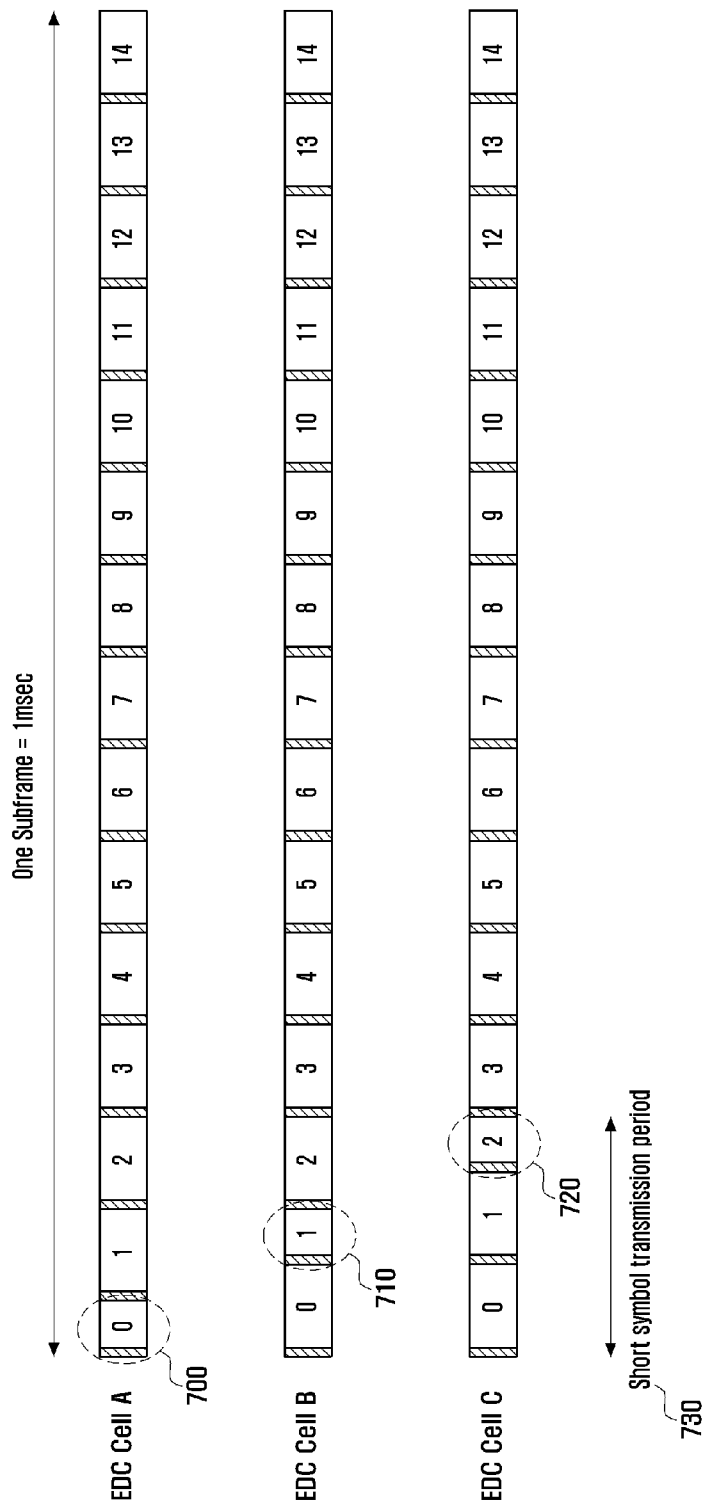 One Subframe = 1msec
EDC Cell A
0 1 2 3 4 5 6 7 8 9 10 11 12 13 14
700
EDC Cell B
0 1 2 3 4 5 6 7 8 9 10 11 12 13 14
710
EDC Cell C
0 1 2 3 4 5 6 7 8 9 10 11 12 13 14
720
Short symbol transmission period
730